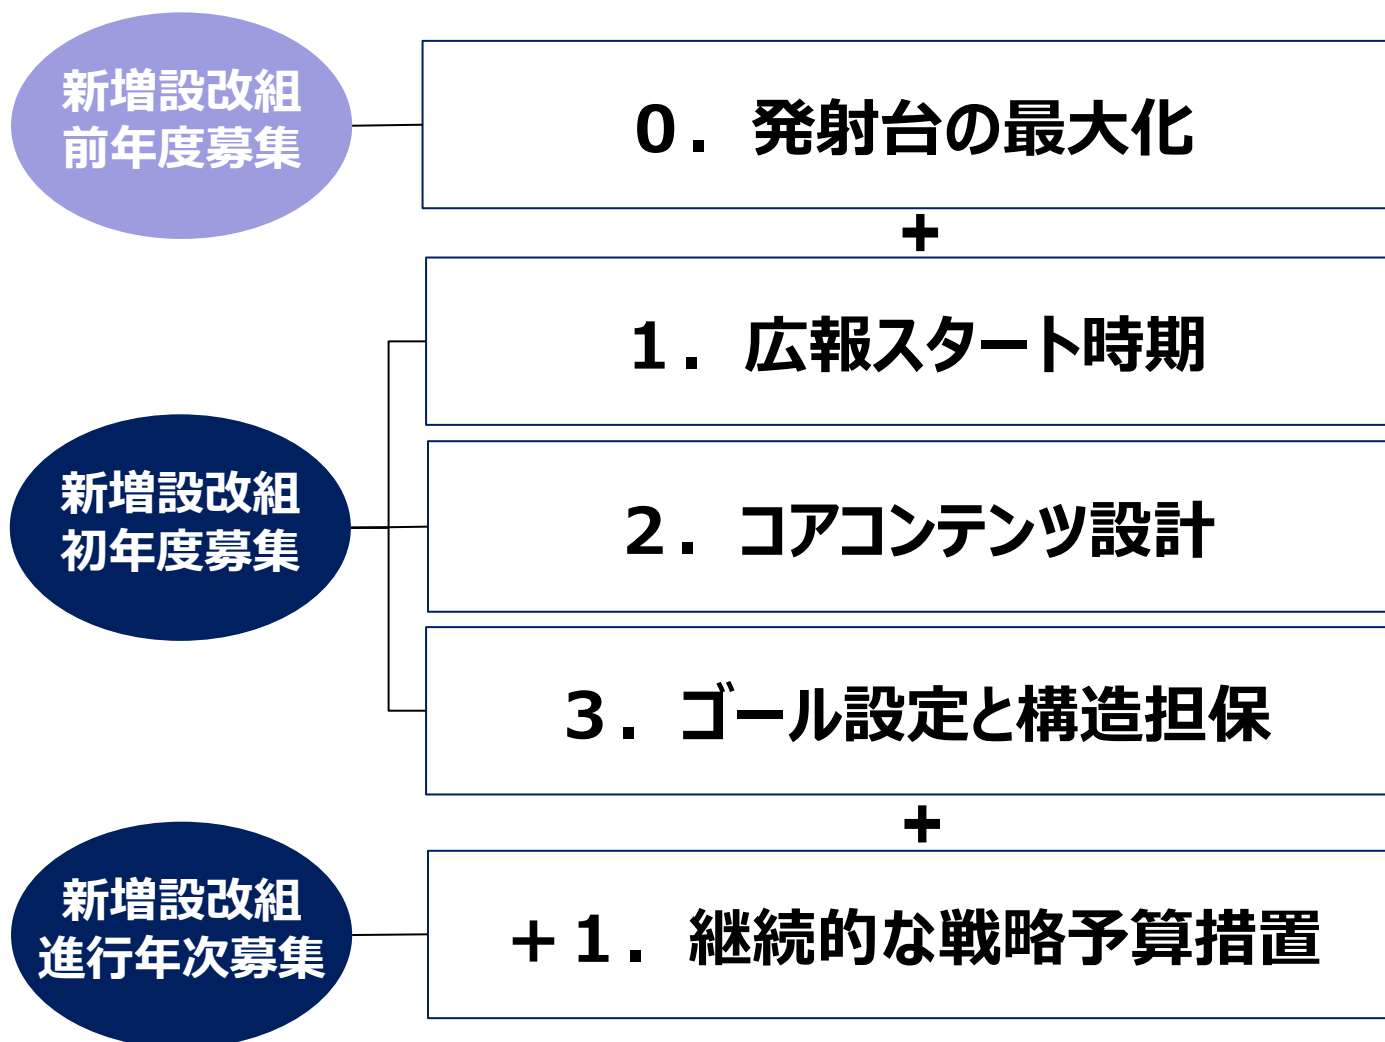 新増設改組
前年度募集
０．発射台の最大化
+
１．広報スタート時期
新増設改組
初年度募集
２．コアコンテンツ設計
３．ゴール設定と構造担保
+
新増設改組
進行年次募集
＋１．継続的な戦略予算措置